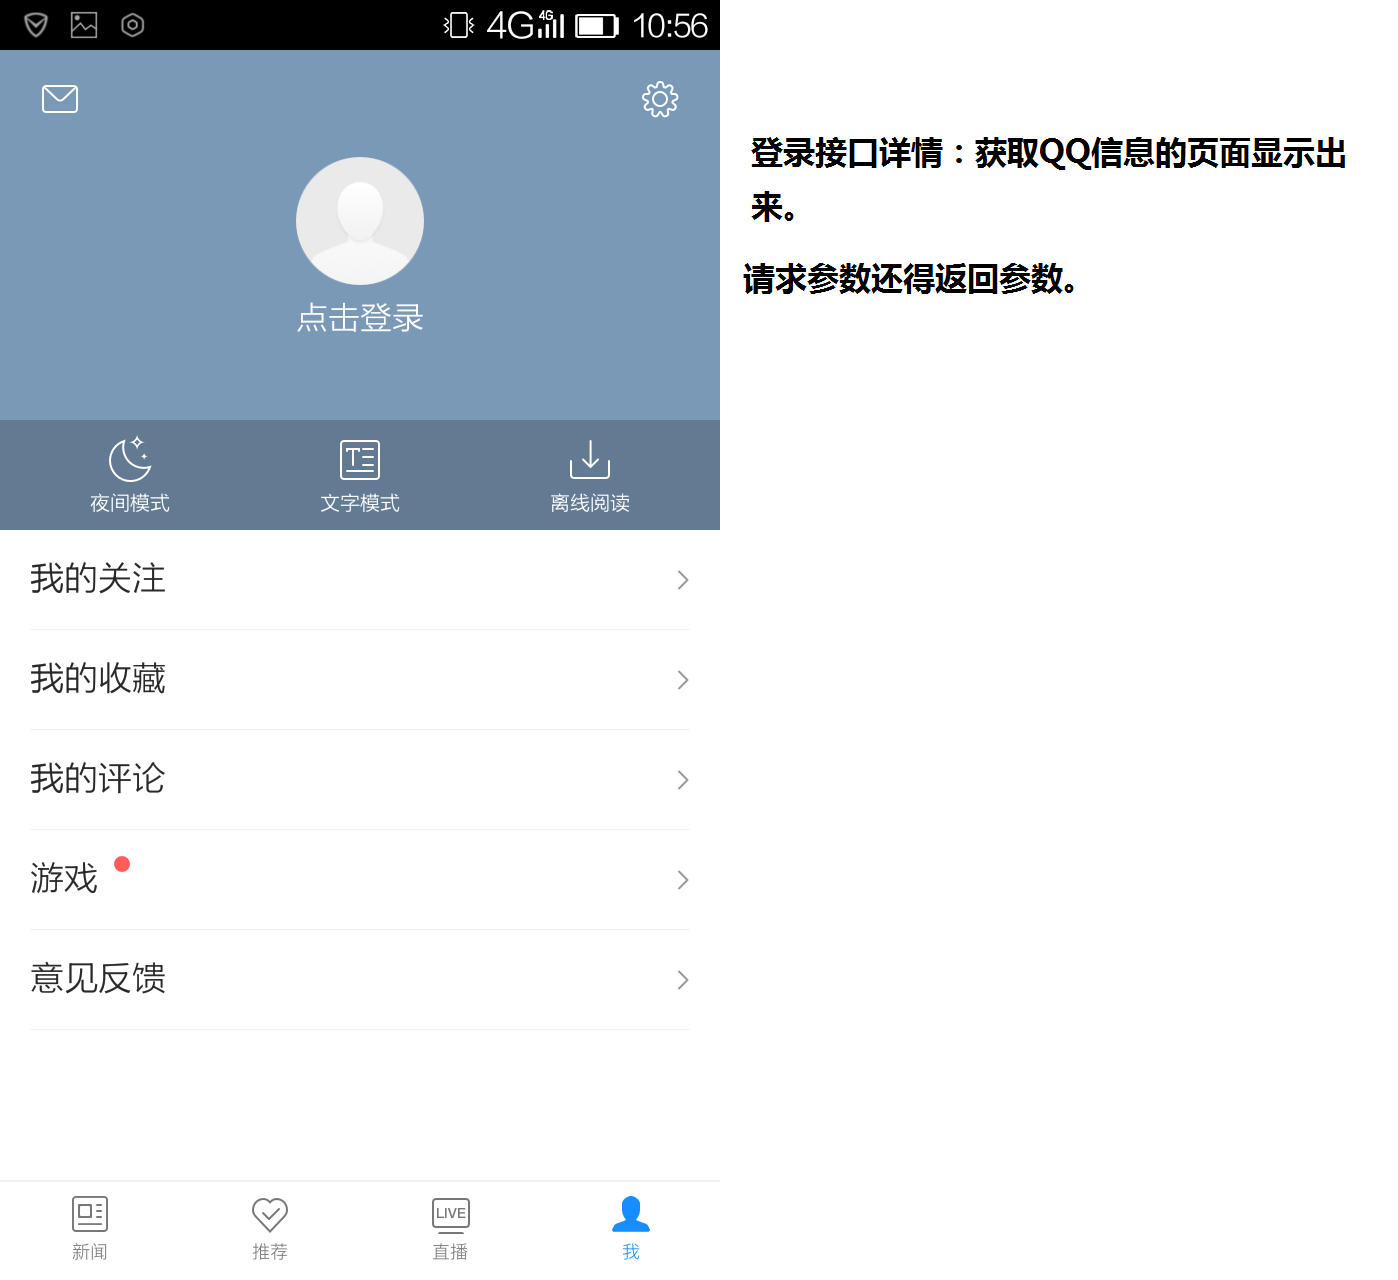 4G 4G 10:56
登录接口详情：获取QQ信息的页面显示出
来。
请求参数还得返回参数。
点击登录
夜间模式 文字模式 离线阅读
我的关注
我的收藏
我的评论
游戏
意见反馈
LIVE
新闻 推荐 直播 我